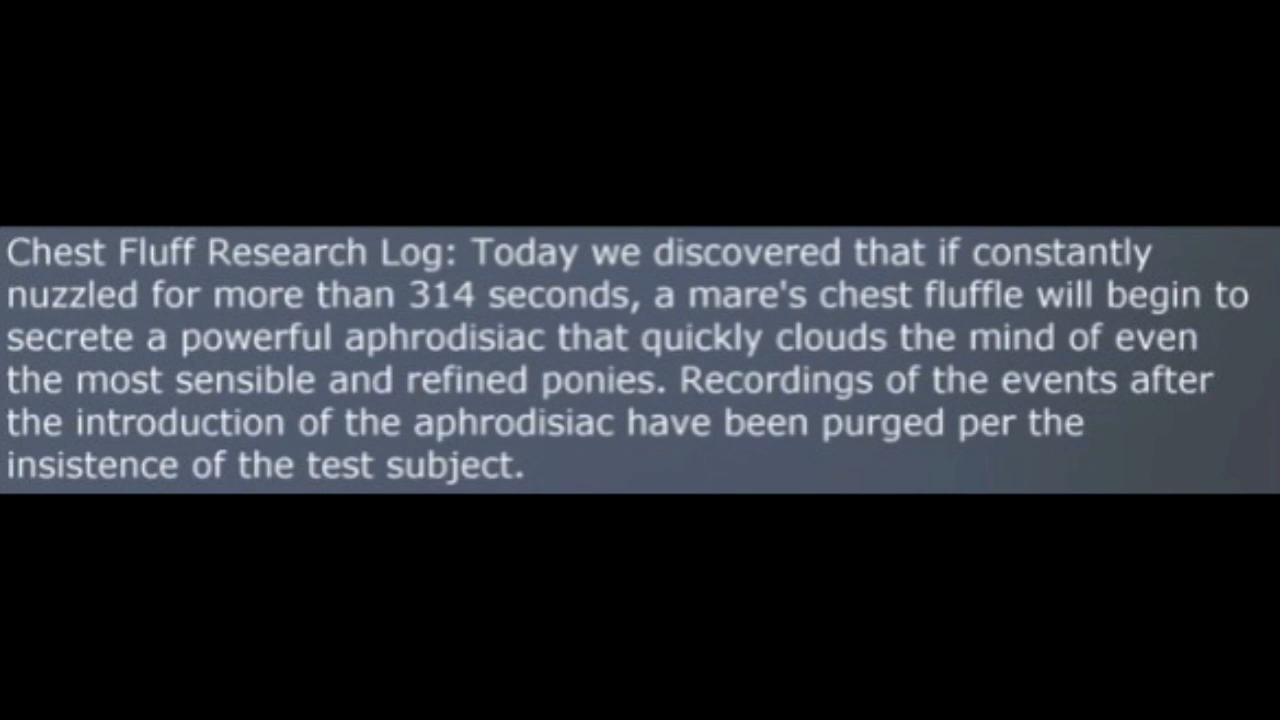 Chest Fluff Research Log: Today we discovered that if constantly
nuzzled for more than 314 seconds, a mare's chest fluffle will begin to
secrete a powerful aphrodisiac that quickly clouds the mind of even
the most sensible and refined ponies. Recordings of the events after
the introduction of the aphrodisiac have been purged per the
insistence of the test subject.